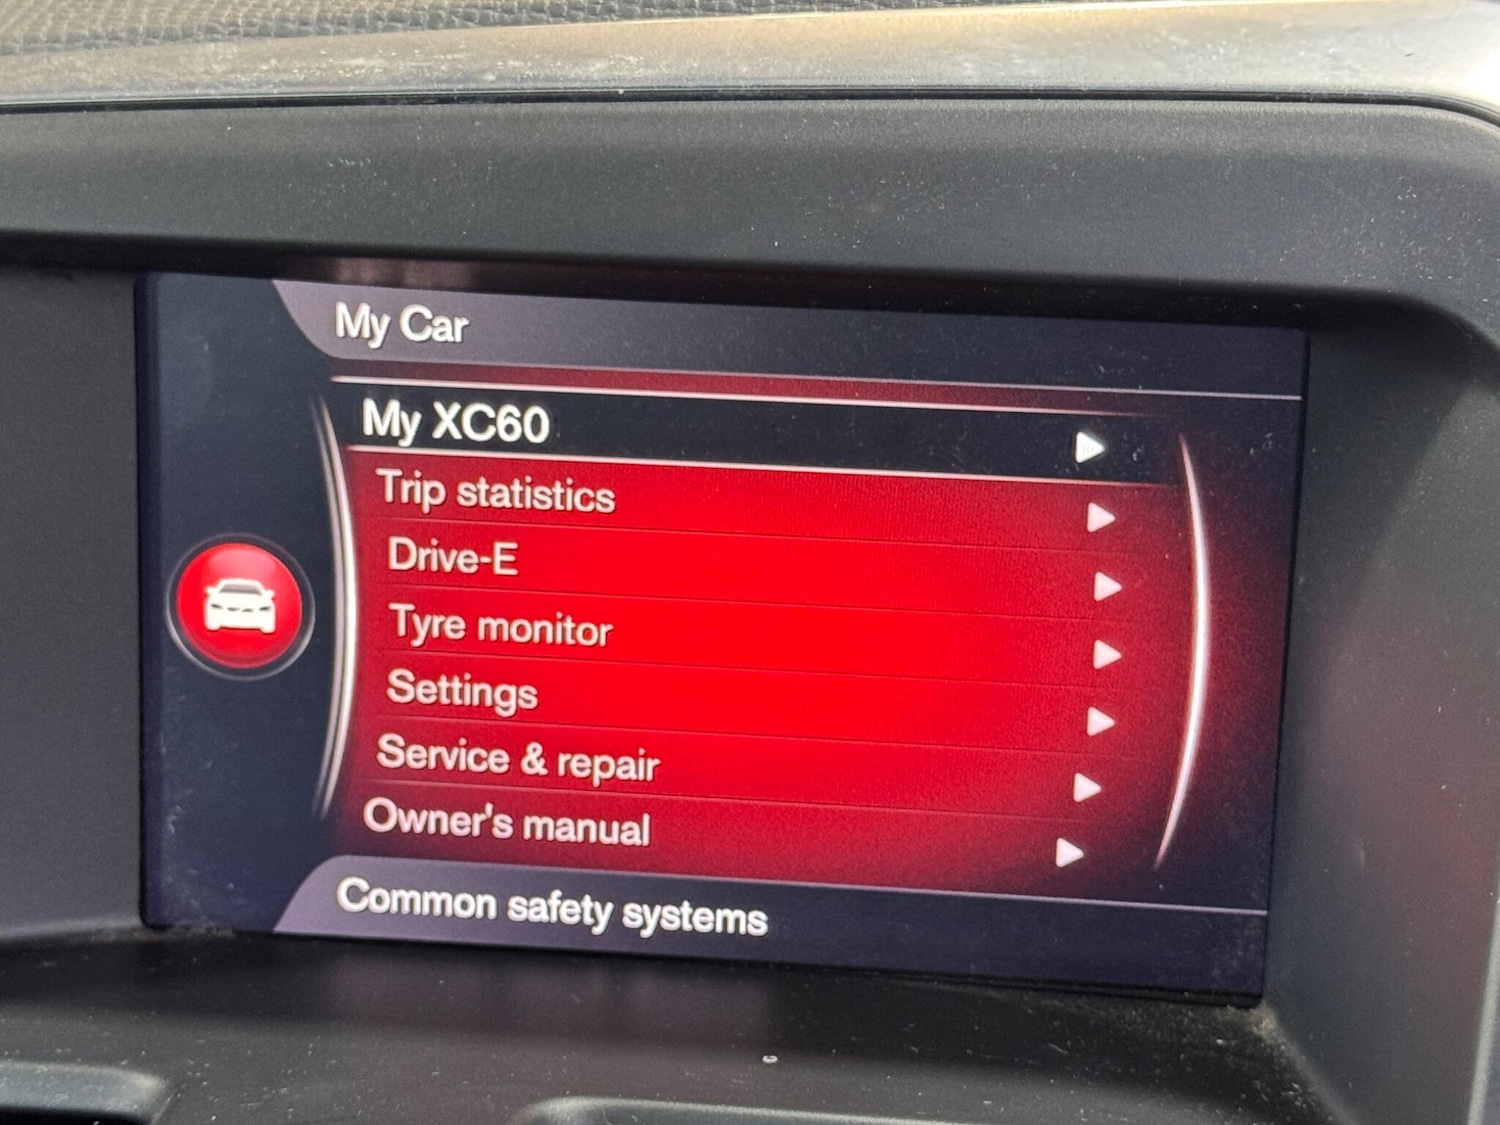 My Car
My XC60
Trip statistics
Drive-E
Tyre monitor
Settings
Service & repair
Owner's manual
Common safety systems